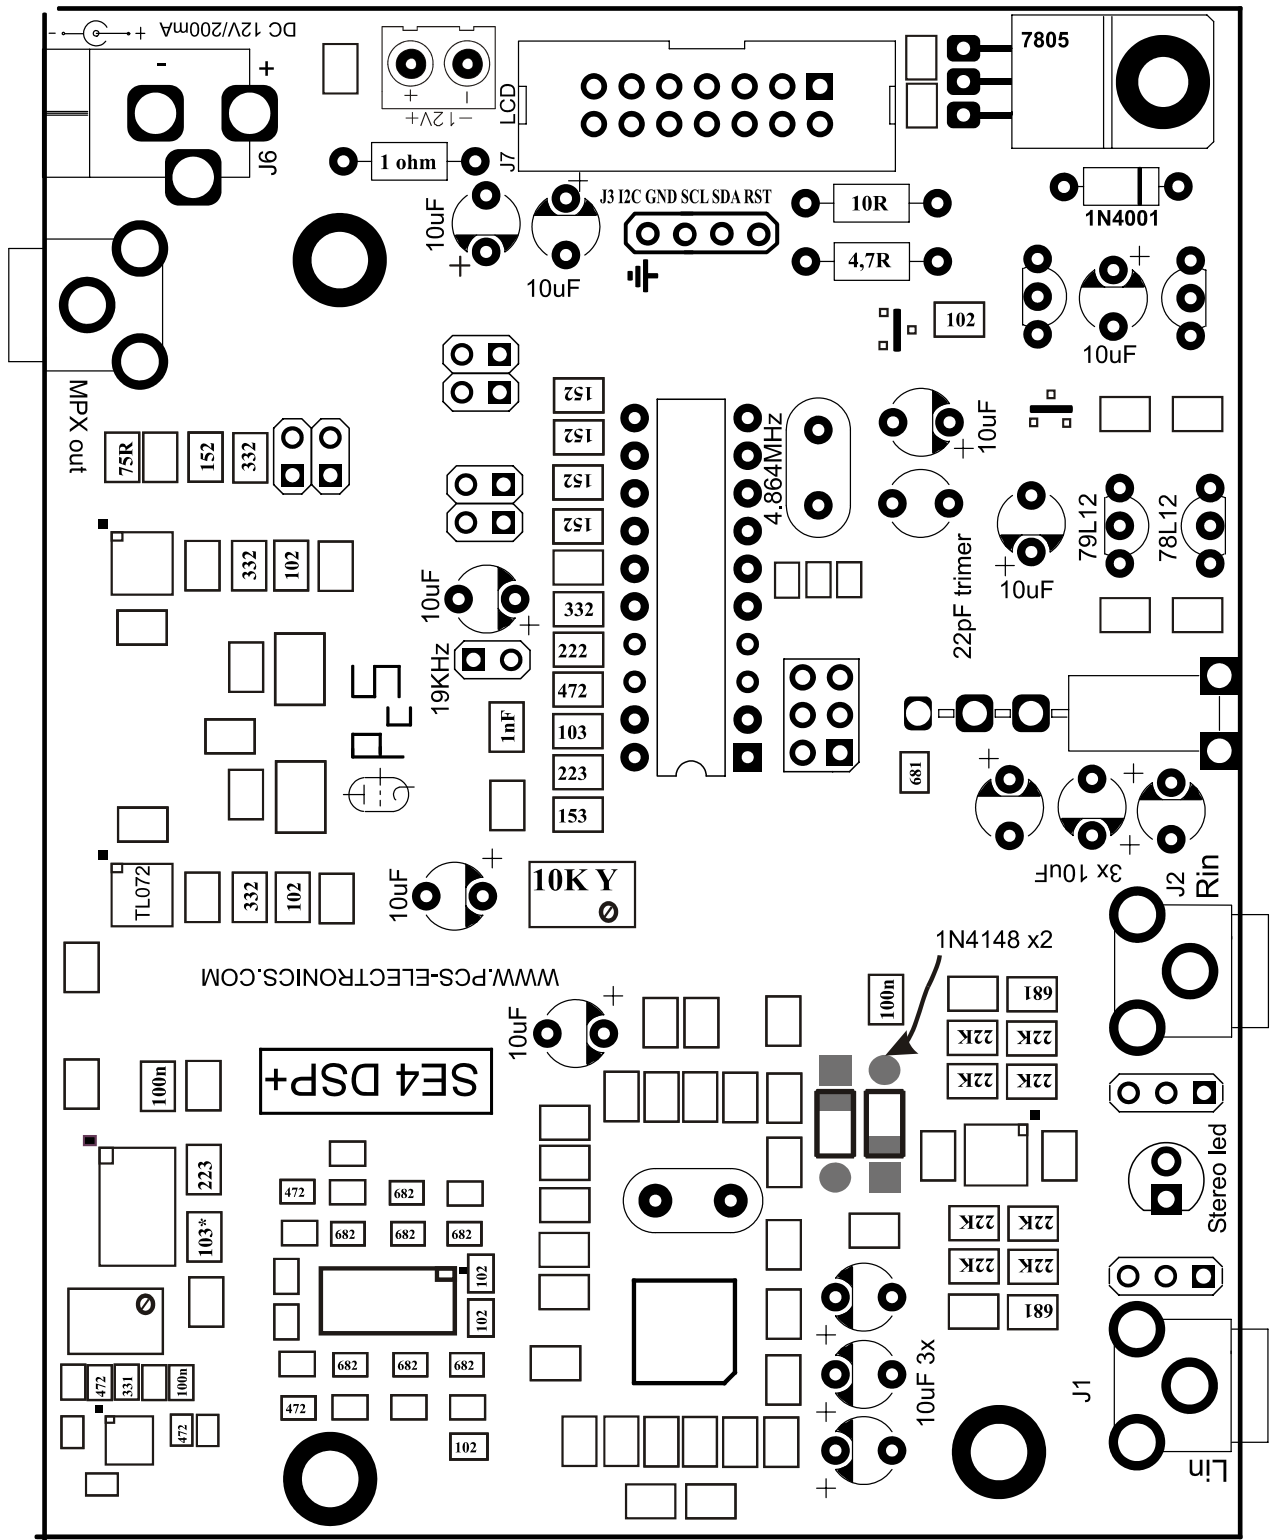 - + DC 12V/200mA
7805
- +
+ -
-12V+
LCD
J6
1 ohm
J7
J3 I2C GND SCL SDA RST
10R
1N4001
10uF
+
+
10uF
4,7R
102
+
10uF
MPX out
75R
152
332
152
152
152
152
4.864MHz
10uF
+
22pF trimer
+
10uF
79L12
78L12
332
102
10uF
+
332
19KHz
222
472
1nF
103
223
153
PCS
681
+
+
+
3x 10uF
TL072
332
102
10uF
+
10K Y
J2
Rin
1N4148 x2
WWW.PCS-ELECTRONICS.COM
100n
681
22K
22K
22K
22K
10uF
+
SE4 DSP+
100n
223
103*
472
682
682
682
682
102
102
Stereo led
22K
22K
22K
22K
681
682
682
682
472
102
472
331
100n
472
+
+
+
10uF 3x
J1
Lin